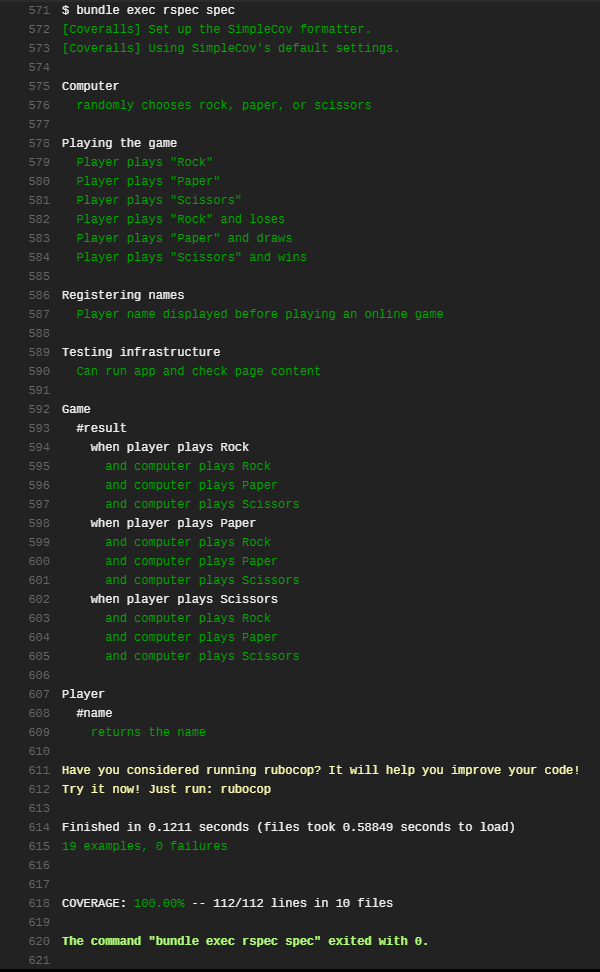 571 $ bundle exec rspec spec
572 [Coveralls] Set up the SimpleCov formatter.
573 [Coveralls] Using SimpleCov's default settings.
574
575 Computer
576 randomly chooses rock, paper, or scissors
577
578 Playing the game
579 Player plays "Rock"
580 Player plays "Paper"
581 Player plays "Scissors"
582 Player plays "Rock" and loses
583 Player plays "Paper" and draws
584 Player plays "Scissors" and wins
585
586 Registering names
587 Player name displayed before playing an online game
588
589 Testing infrastructure
590 Can run app and check page content
591
592 Game
593 #result
594 when player plays Rock
595 and computer plays Rock
596 and computer plays Paper
597 and computer plays Scissors
598 when player plays Paper
599 and computer plays Rock
600 and computer plays Paper
601 and computer plays Scissors
602 when player plays Scissors
603 and computer plays Rock
604 and computer plays Paper
605 and computer plays Scissors
606
607 Player
608 #name
609 returns the name
610
611 Have you considered running rubocop? It will help you improve your code!
612 Try it now! Just run: rubocop
613
614 Finished in 0.1211 seconds (files took 0.58849 seconds to load)
615 19 examples, 0 failures
616
617
618 COVERAGE: 100.00% -- 112/112 lines in 10 files
619
620 The command "bundle exec rspec spec" exited with 0.
621